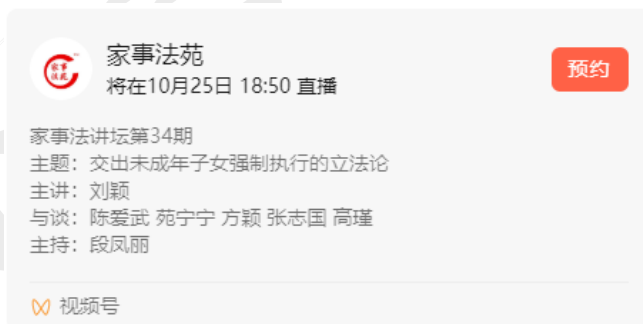 家事法苑
将在10月25日 18:50 直播
预约
家事法讲坛第34期
主题：交出未成年子女强制执行的立法论
主讲：刘颖
与谈：陈爱武 苑宁宁 方颖 张志国 高瑾
主持：段凤丽
视频号